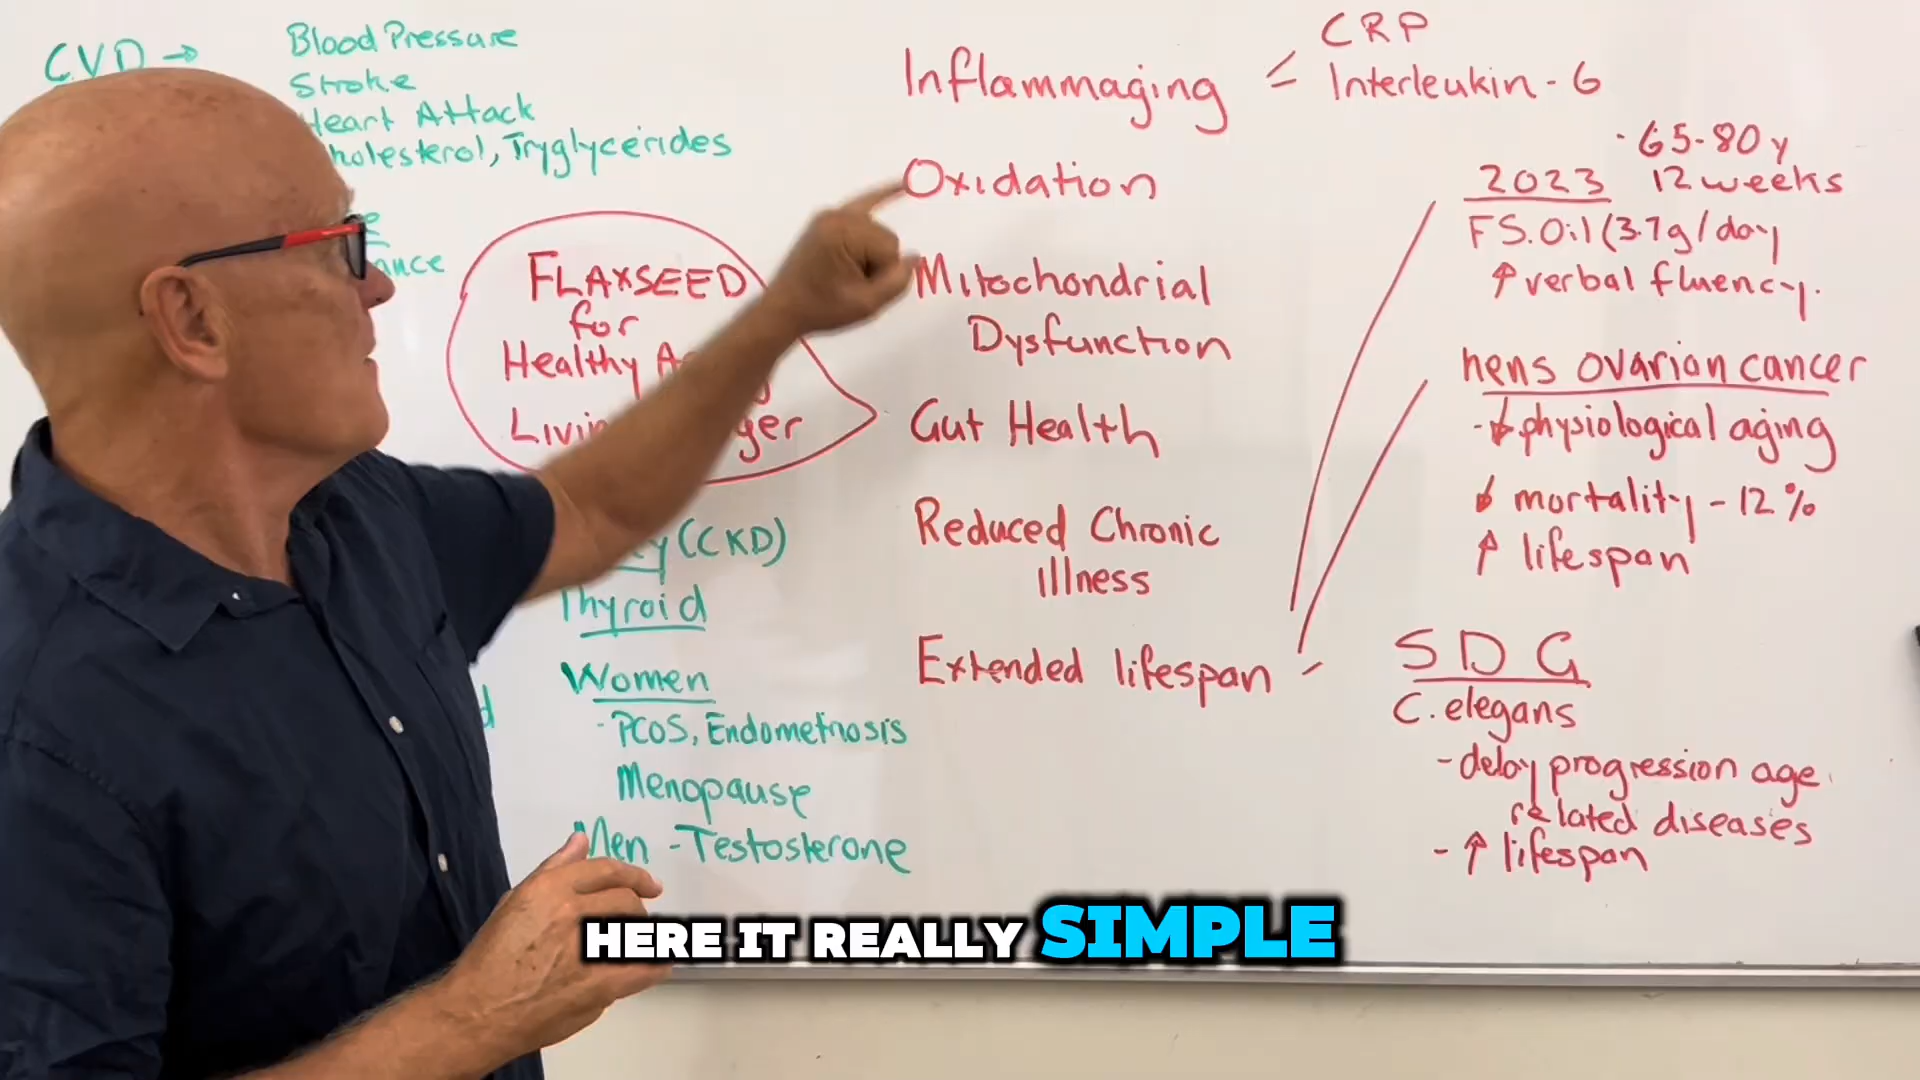 CVD →
Blood Pressure
Stroke
Heart Attack
holesterol, Tryglycerides
ance
FLAXSEED
for
Healthy A
Livin ger
y (CKD)
Thyroid
Women
- PCOS, Endometriosis
Menopause
Men - Testosterone
Inflammaging
CRP
Interleukin - 6
Oxidation
Mitochondrial
Dysfunction
Gut Health
Reduced Chronic
Illness
Extended lifespan -
- 65-80 y
2023 12 weeks
FS. Oil (3.7g/day
↑ verbal fluency.
hens ovarian cancer
- ↓ physiological aging
↓ mortality - 12%
↑ lifespan
SDG
C. elegans
- delay progression age
related diseases
- ↑ lifespan
HERE IT REALLY SIMPLE